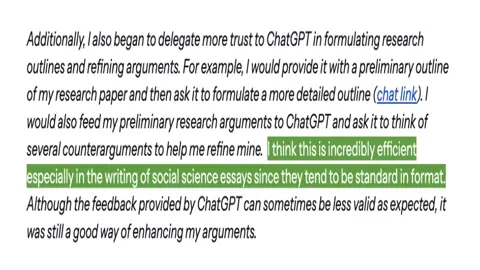 Additionally, I also began to delegate more trust to ChatGPT in formulating research
outlines and refining arguments. For example, I would provide it with a preliminary outline
of my research paper and then ask it to formulate a more detailed outline (chat link). I
would also feed my preliminary research arguments to ChatGPT and ask it to think of
several counterarguments to help me refine mine. I think this is incredibly efficient
especially in the writing of social science essays since they tend to be standard in format.
Although the feedback provided by ChatGPT can sometimes be less valid as expected, it
was still a good way of enhancing my arguments.